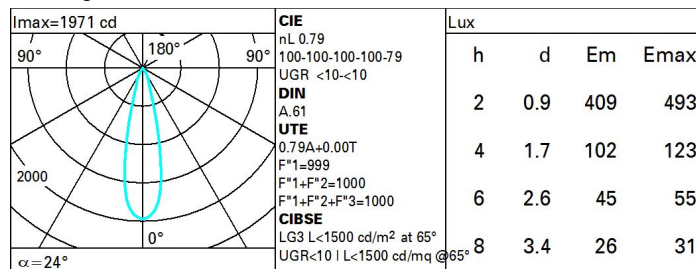 Imax=1971 cd
90° 180° 90°
2000
0°
α=24°
CIE
nL 0.79
100-100-100-100-79
UGR <10-<10
DIN
A.61
UTE
0.79A+0.00T
F"1=999
F"1+F"2=1000
F"1+F"2+F"3=1000
CIBSE
LG3 L<1500 cd/m² at 65°
UGR<10 | L<1500 cd/mq @65°
Lux
h d Em Emax
2 0.9 409 493
4 1.7 102 123
6 2.6 45 55
8 3.4 26 31